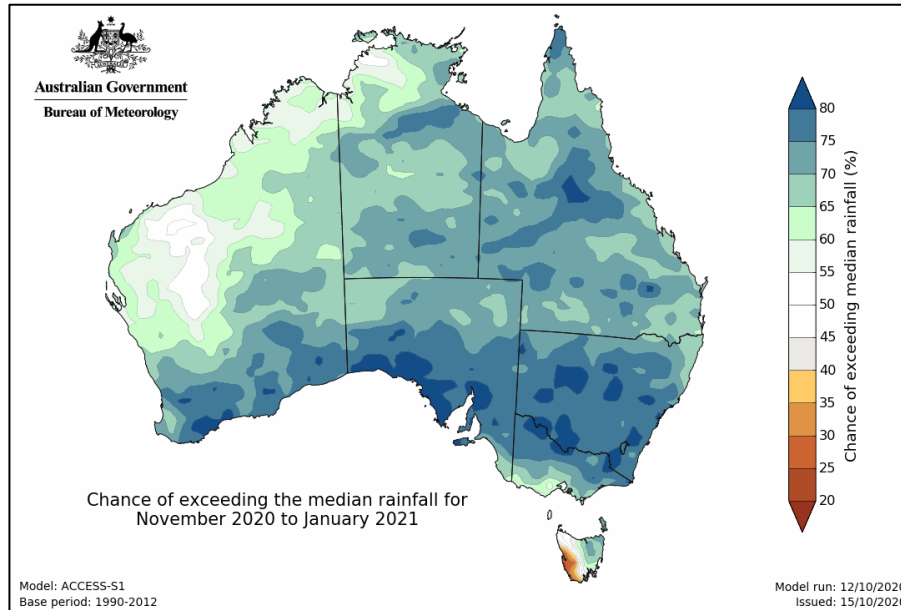 Australian Government
Bureau of Meteorology
80
75
70
65
60
55
50
45
40
35
30
25
20
Chance of exceeding median rainfall (%)
Chance of exceeding the median rainfall for
November 2020 to January 2021
Model: ACCESS-S1
Base period: 1990-2012
Model run: 12/10/2020
Issued: 15/10/2020